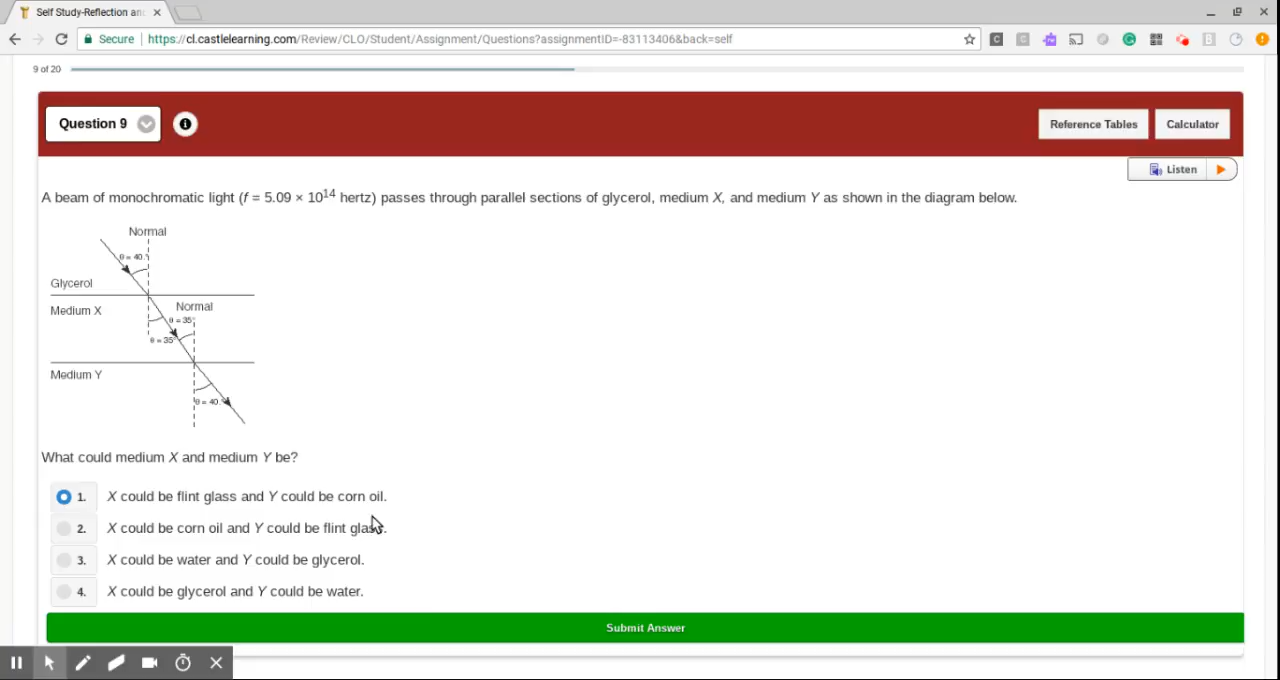 Self Study-Reflection an
Secure | https://cl.castlelearning.com/Review/CLO/Student/Assignment/Questions?assignmentID=-83113406&back=self
9 of 20
Question 9
Reference Tables
Calculator
Listen
A beam of monochromatic light (f = 5.09 × 10¹⁴ hertz) passes through parallel sections of glycerol, medium X, and medium Y as shown in the diagram below.
Normal
θ = 40.°
Glycerol
Medium X
Normal
θ = 35°
θ = 35°
Medium Y
θ = 40.°
What could medium X and medium Y be?
1. X could be flint glass and Y could be corn oil.
2. X could be corn oil and Y could be flint glass.
3. X could be water and Y could be glycerol.
4. X could be glycerol and Y could be water.
Submit Answer